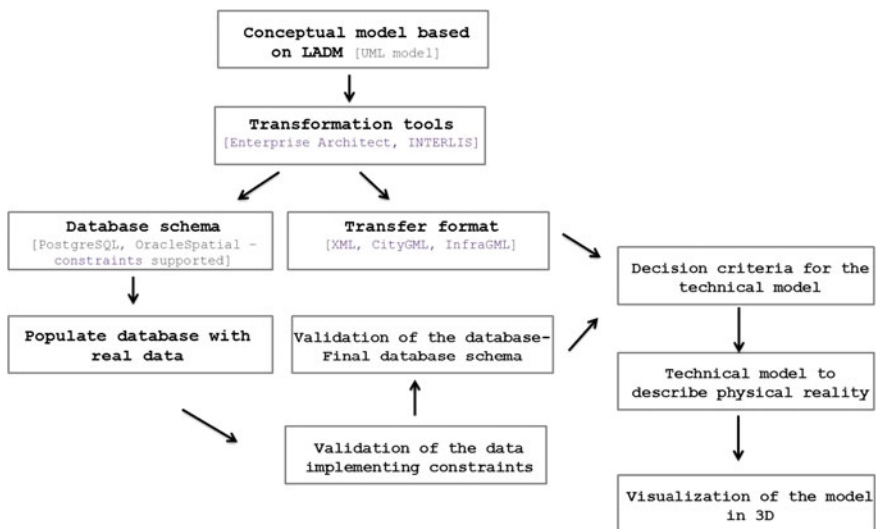 Conceptual model based
on LADM [UML model]
Transformation tools
[Enterprise Architect, INTERLIS]
Database schema
[PostgreSQL, OracleSpatial –
constraints supported]
Transfer format
[XML, CityGML, InfraGML]
Decision criteria for the
technical model
Populate database with
real data
Validation of the database-
Final database schema
Technical model to
describe physical reality
Validation of the data
implementing constraints
Visualization of the model
in 3D